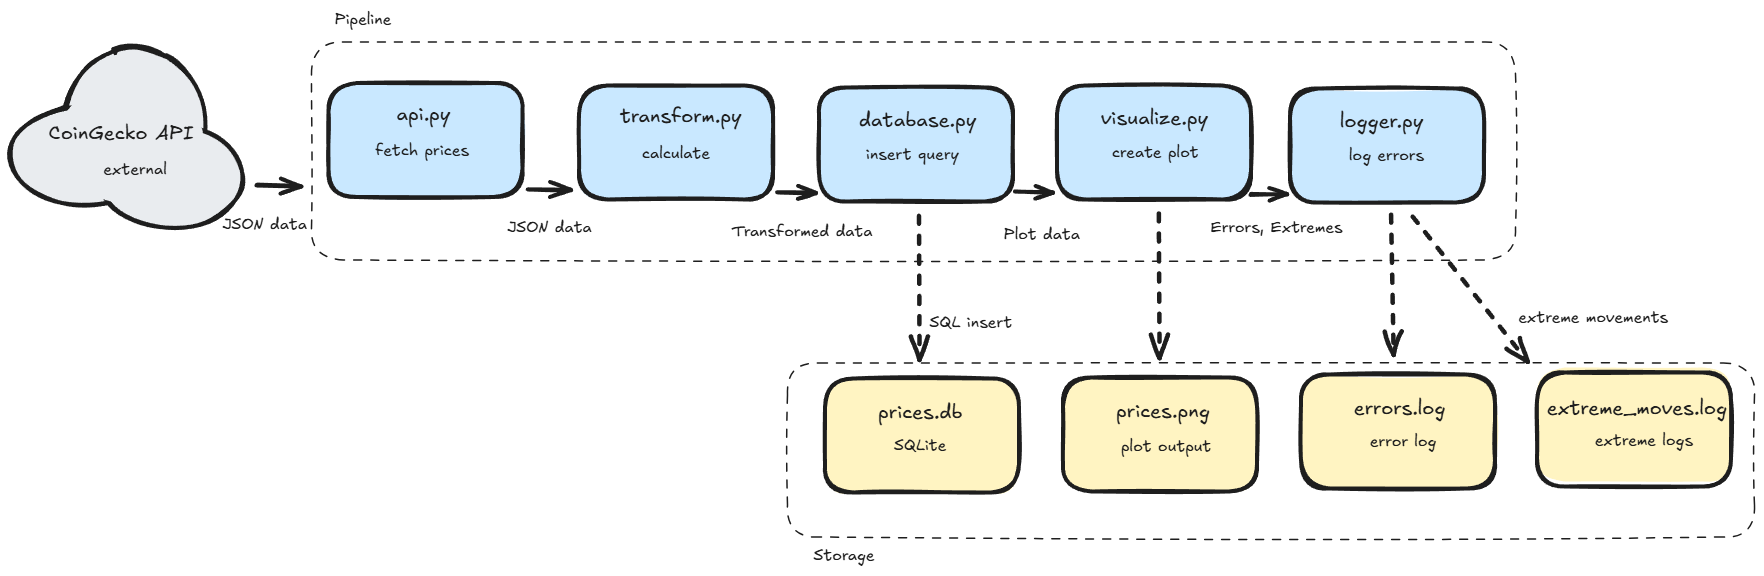 Pipeline
CoinGecko API
external
JSON data
api.py
fetch prices
JSON data
transform.py
calculate
Transformed data
database.py
insert query
Plot data
visualize.py
create plot
Errors, Extremes
logger.py
log errors
SQL insert
extreme movements
prices.db
SQLite
prices.png
plot output
errors.log
error log
extreme_moves.log
extreme logs
Storage